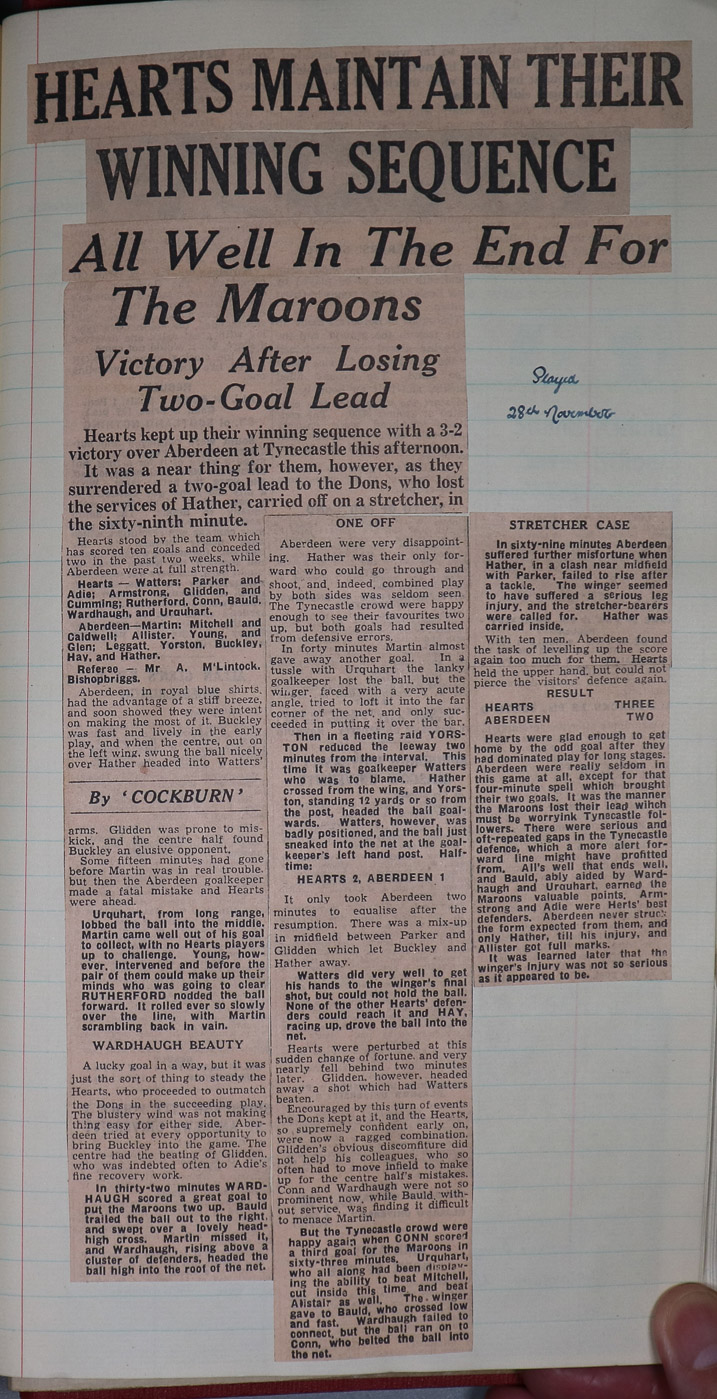 HEARTS MAINTAIN THEIR
WINNING SEQUENCE
All Well In The End For
The Maroons
Victory After Losing
Two-Goal Lead
Played
28th November
Hearts kept up their winning sequence with a 3-2
victory over Aberdeen at Tynecastle this afternoon.
It was a near thing for them, however, as they
surrendered a two-goal lead to the Dons, who lost
the services of Hather, carried off on a stretcher, in
the sixty-ninth minute.
Hearts stood by the team which
has scored ten goals and conceded
two in the past two weeks, while
Aberdeen were at full strength.
Hearts — Watters: Parker and
Adie; Armstrong, Glidden, and
Cumming; Rutherford, Conn, Bauld,
Wardhaugh, and Urquhart.
Aberdeen—Martin: Mitchell and
Caldwell; Allister, Young, and
Glen; Leggatt, Yorston, Buckley,
Hay, and Hather.
Referee — Mr A. M'Lintock,
Bishopbriggs.
Aberdeen, in royal blue shirts,
had the advantage of a stiff breeze,
and soon showed they were intent
on making the most of it. Buckley
was fast and lively in the early
play, and when the centre, out on
the left wing, swung the ball nicely
over Hather headed into Watters'
By 'COCKBURN'
arms. Glidden was prone to mis-
kick, and the centre half found
Buckley an elusive opponent.
Some fifteen minutes had gone
before Martin was in real trouble,
but then the Aberdeen goalkeeper
made a fatal mistake and Hearts
were ahead.
Urquhart, from long range,
lobbed the ball into the middle.
Martin came well out of his goal
to collect, with no Hearts players
up to challenge. Young, how-
ever, intervened and before the
pair of them could make up their
minds who was going to clear
RUTHERFORD nodded the ball
forward. It rolled ever so slowly
over the line, with Martin
scrambling back in vain.
WARDHAUGH BEAUTY
A lucky goal in a way, but it was
just the sort of thing to steady the
Hearts, who proceeded to outmatch
the Dons in the succeeding play.
The blustery wind was not making
thing easy for either side. Aber-
deen tried at every opportunity to
bring Buckley into the game. The
centre had the beating of Glidden,
who was indebted often to Adie's
fine recovery work.
In thirty-two minutes WARD-
HAUGH scored a great goal to
put the Maroons two up. Bauld
trailed the ball out to the right,
and swept over a lovely head-
high cross. Martin missed it,
and Wardhaugh, rising above a
cluster of defenders, headed the
ball high into the roof of the net.
ONE OFF
Aberdeen were very disappoint-
ing. Hather was their only for-
ward who could go through and
shoot, and, indeed, combined play
by both sides was seldom seen.
The Tynecastle crowd were happy
enough to see their favourites two
up, but both goals had resulted
from defensive errors.
In forty minutes Martin almost
gave away another goal. In a
tussle with Urquhart the lanky
goalkeeper lost the ball, but the
winger, faced with a very acute
angle, tried to loft it into the far
corner of the net, and only suc-
ceeded in putting it over the bar.
Then in a fleeting raid YORS-
TON reduced the leeway two
minutes from the interval. This
time it was goalkeeper Watters
who was to blame. Hather
crossed from the wing, and Yors-
ton, standing 12 yards or so from
the post, headed the ball goal-
wards. Watters, however, was
badly positioned, and the ball just
sneaked into the net at the goal-
keeper's left hand post. Half-
time:
HEARTS 2, ABERDEEN 1
It only took Aberdeen two
minutes to equalise after the
resumption. There was a mix-up
in midfield between Parker and
Glidden which let Buckley and
Hather away.
Watters did very well to get
his hands to the winger's final
shot, but could not hold the ball.
None of the other Hearts' defen-
ders could reach it and HAY,
racing up, drove the ball into the
net.
Hearts were perturbed at this
sudden change of fortune, and very
nearly fell behind two minutes
later. Glidden, however, headed
away a shot which had Watters
beaten.
Encouraged by this turn of events
the Dons kept at it, and the Hearts,
so supremely confident early on,
were now a ragged combination.
Glidden's obvious discomfiture did
not help his colleagues, who so
often had to move infield to make
up for the centre half's mistakes.
Conn and Wardhaugh were not so
prominent now, while Bauld, with-
out service, was finding it difficult
to menace Martin.
But the Tynecastle crowd were
happy again when CONN scored
a third goal for the Maroons in
sixty-three minutes. Urquhart,
who all along had been display-
ing the ability to beat Mitchell,
cut inside this time and beat
Alistair as well. The winger
gave to Bauld, who crossed low
and fast. Wardhaugh failed to
connect, but the ball ran on to
Conn, who belted the ball into
the net.
STRETCHER CASE
In sixty-nine minutes Aberdeen
suffered further misfortune when
Hather, in a clash near midfield
with Parker, failed to rise after
a tackle. The winger seemed
to have suffered a serious leg
injury, and the stretcher-bearers
were called for. Hather was
carried inside.
With ten men, Aberdeen found
the task of levelling up the score
again too much for them. Hearts
held the upper hand, but could not
pierce the visitors' defence again.
RESULT
HEARTS THREE
ABERDEEN TWO
Hearts were glad enough to get
home by the odd goal after they
had dominated play for long stages.
Aberdeen were really seldom in
this game at all, except for that
four-minute spell which brought
their two goals. It was the manner
the Maroons lost their lead wihch
must be worryink Tynecastle fol-
lowers. There were serious and
oft-repeated gaps in the Tynecastle
defence, which a more alert for-
ward line might have profited
from. All's well that ends well,
and Bauld, ably aided by Ward-
haugh and Urquhart, earned the
Maroons valuable points. Arm-
strong and Adie were Herts' best
defenders. Aberdeen never struck
the form expected from them, and
only Hather, till his injury, and
Allister got full marks.
It was learned later that the
winger's injury was not so serious
as it appeared to be.